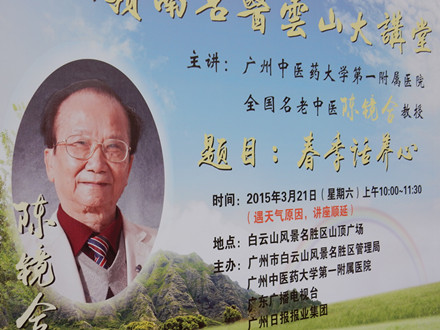 嶺南名醫雲山大講堂
主讲：广州中医药大学第一附属医院
全国名老中医陈镜合教授
题目：春季话养心
时间：2015年3月21日（星期六）上午10:00~11:30
（遇天气原因，讲座顺延）
地点：白云山风景名胜区山顶广场
主办：广州市白云山风景名胜区管理局
广州中医药大学第一附属医院
广东广播电视台
广州日报报业集团
陈镜合